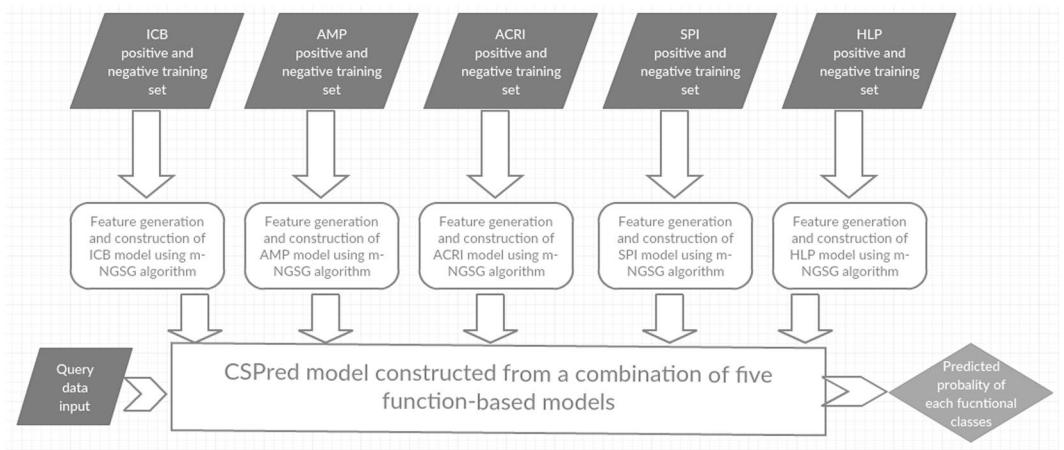 ICB
positive and
negative training
set
AMP
positive and
negative training
set
ACRI
positive and
negative training
set
SPI
positive and
negative training
set
HLP
positive and
negative training
set
Feature generation
and construction of
ICB model using m-
NGSG algorithm
Feature generation
and construction of
AMP model using m-
NGSG algorithm
Feature generation
and construction of
ACRI model using m-
NGSG algorithm
Feature generation
and construction of
SPI model using m-
NGSG algorithm
Feature generation
and construction of
HLP model using m-
NGSG algorithm
Query
data
input
CSPred model constructed from a combination of five
function-based models
Predicted
probality of
each fucntional
classes